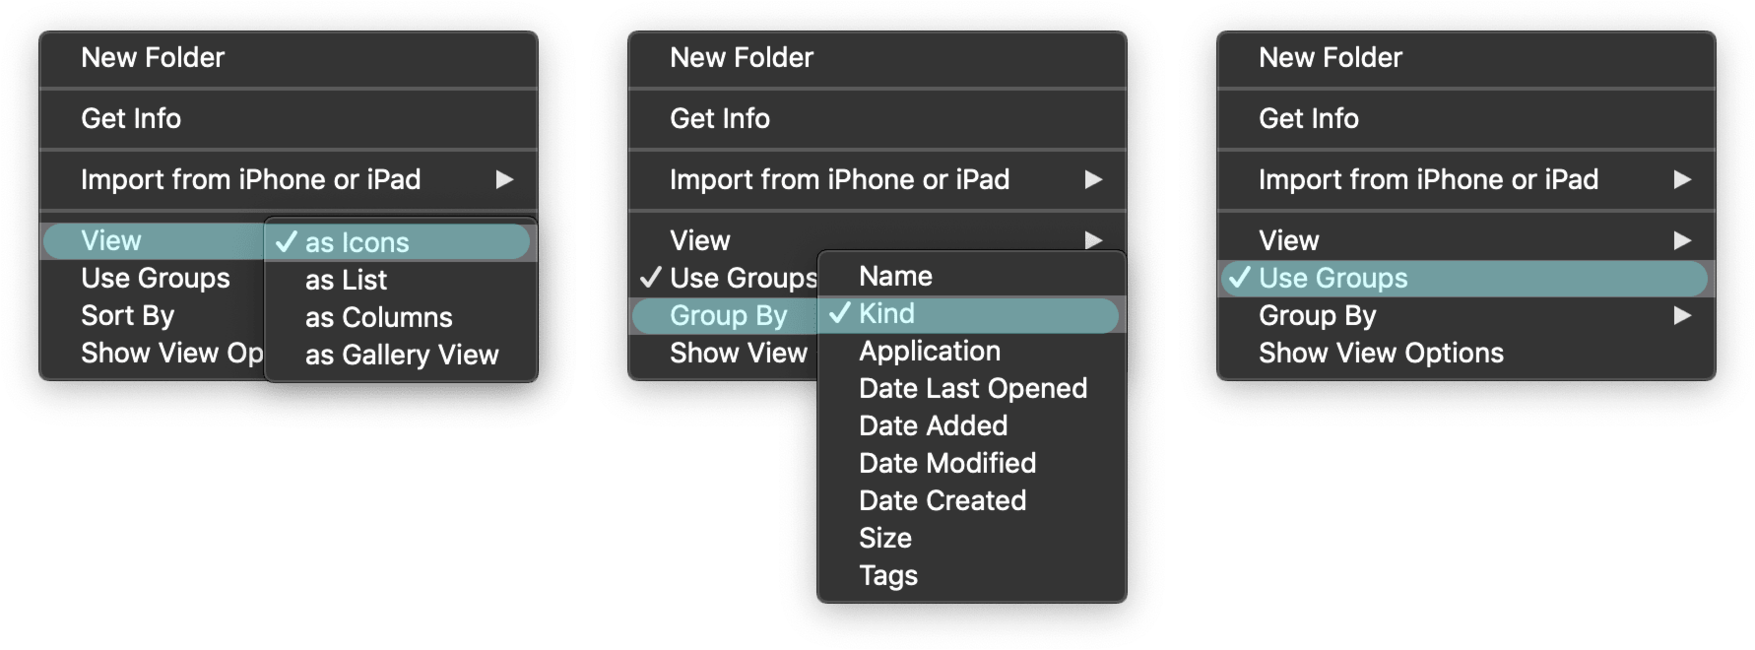 New Folder
Get Info
Import from iPhone or iPad
View
Use Groups
Sort By
Show View Op
as Icons
as List
as Columns
as Gallery View
New Folder
Get Info
Import from iPhone or iPad
View
Use Groups
Group By
Show View
Name
Kind
Application
Date Last Opened
Date Added
Date Modified
Date Created
Size
Tags
New Folder
Get Info
Import from iPhone or iPad
View
Use Groups
Group By
Show View Options